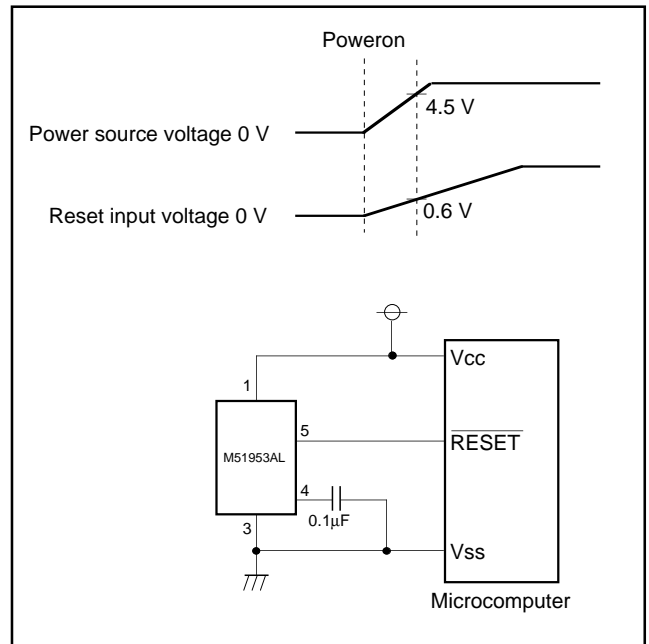 Poweron
4.5 V
Power source voltage 0 V
0.6 V
Reset input voltage 0 V
Vcc
1
5
RESET
M51953AL
4
0.1µF
3
Vss
Microcomputer